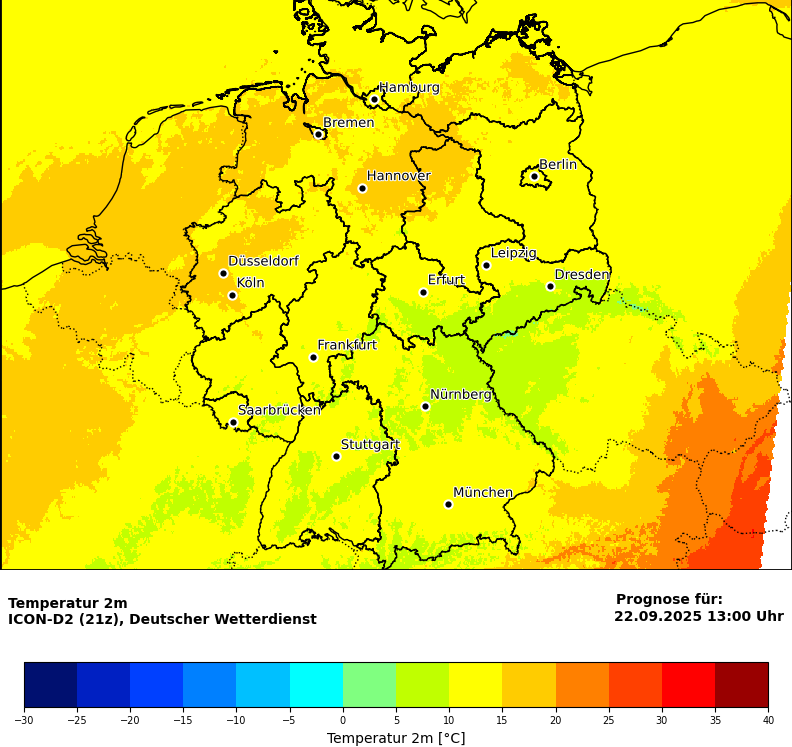 Hamburg
Bremen
Berlin
Hannover
Leipzig
Düsseldorf
Dresden
Köln
Erfurt
Frankfurt
Nürnberg
Saarbrücken
Stuttgart
München
Temperatur 2m
ICON-D2 (21z), Deutscher Wetterdienst
Prognose für:
22.09.2025 13:00 Uhr
−30 −25 −20 −15 −10 −5 0 5 10 15 20 25 30 35 40
Temperatur 2m [°C]